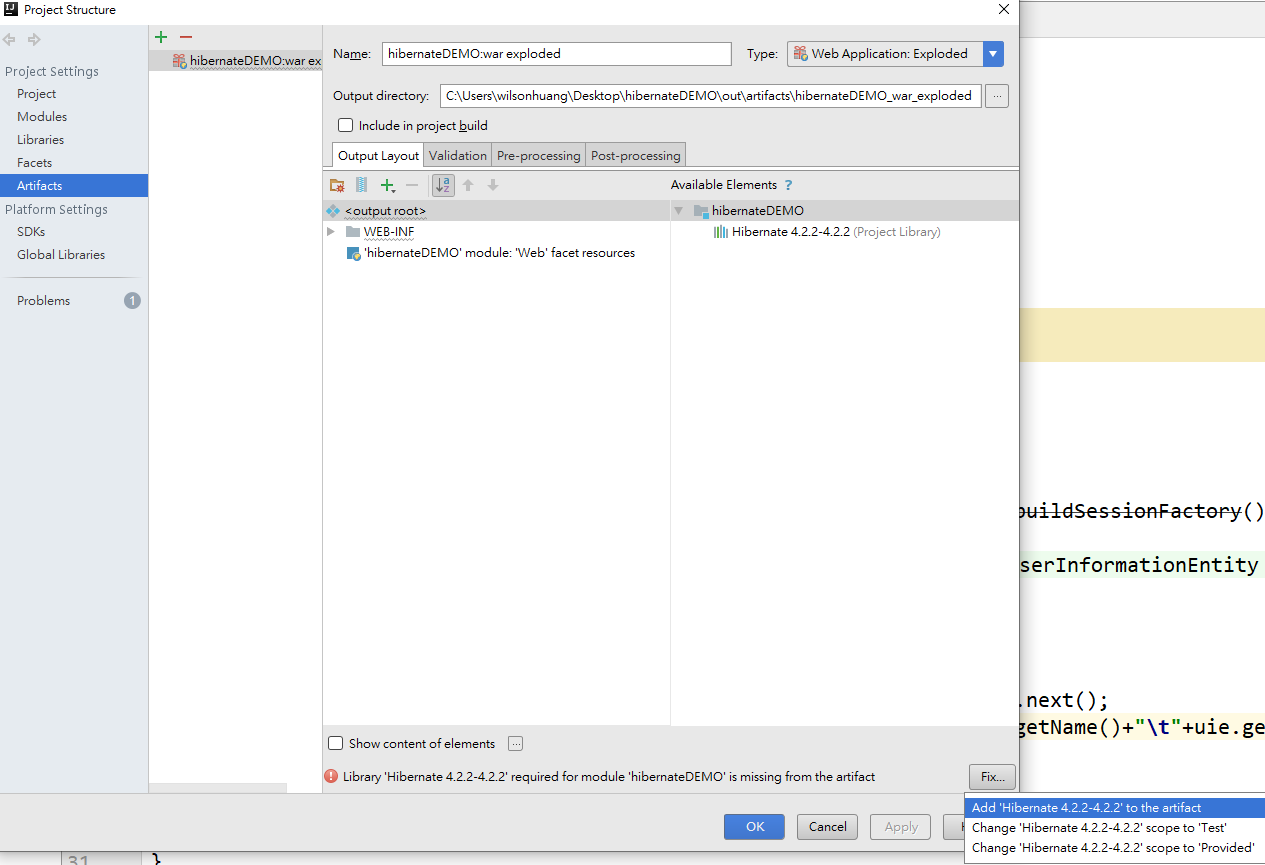 Project Structure
Project Settings
Project
Modules
Libraries
Facets
Artifacts
Platform Settings
SDKs
Global Libraries
Problems 1
hibernateDEMO:war ex
Name: hibernateDEMO:war exploded Type: Web Application: Exploded
Output directory: C:\Users\wilsonhuang\Desktop\hibernateDEMO\out\artifacts\hibernateDEMO_war_exploded ...
Include in project build
Output Layout Validation Pre-processing Post-processing
Available Elements ?
<output root>
WEB-INF
'hibernateDEMO' module: 'Web' facet resources
hibernateDEMO
Hibernate 4.2.2-4.2.2 (Project Library)
Show content of elements ...
Library 'Hibernate 4.2.2-4.2.2' required for module 'hibernateDEMO' is missing from the artifact Fix...
OK Cancel Apply H
Add 'Hibernate 4.2.2-4.2.2' to the artifact
Change 'Hibernate 4.2.2-4.2.2' scope to 'Test'
Change 'Hibernate 4.2.2-4.2.2' scope to 'Provided'
buildSessionFactory()
serInformationEntity
.next();
getName()+"\t"+uie.ge
31 }